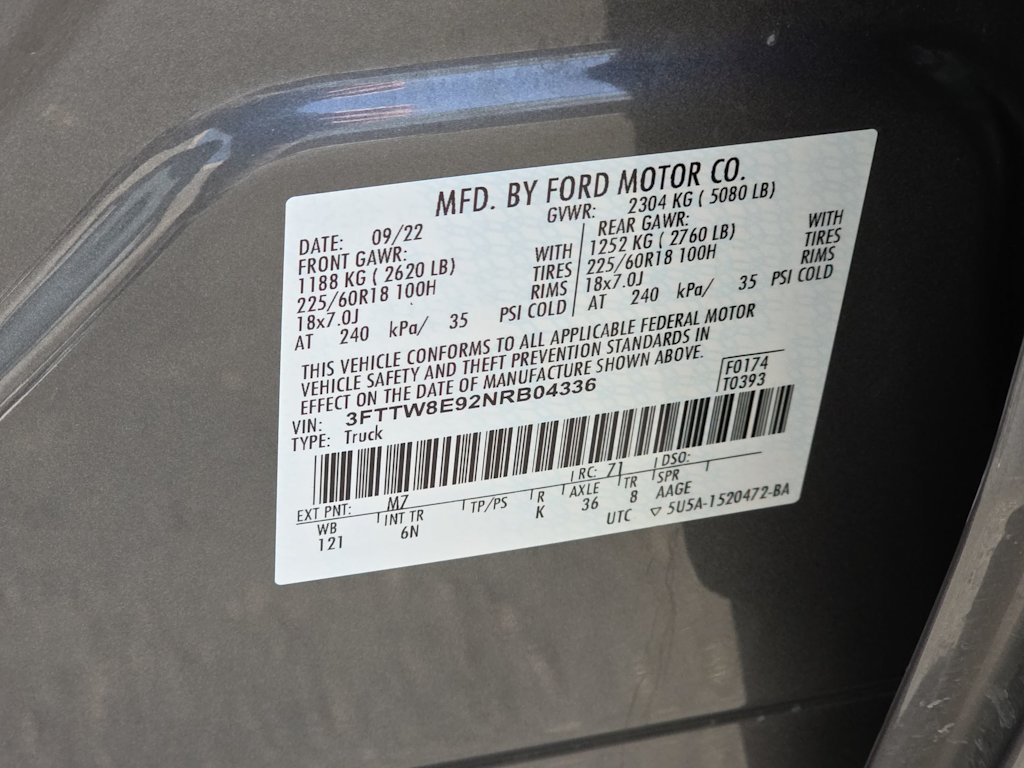 MFD. BY FORD MOTOR CO.
DATE: 09/22 GVWR: 2304 KG ( 5080 LB)
FRONT GAWR: REAR GAWR:
1188 KG ( 2620 LB) WITH 1252 KG ( 2760 LB) WITH
225/60R18 100H TIRES 225/60R18 100H TIRES
18x7.0J RIMS 18x7.0J RIMS
AT 240 kPa/ 35 PSI COLD AT 240 kPa/ 35 PSI COLD
THIS VEHICLE CONFORMS TO ALL APPLICABLE FEDERAL MOTOR
VEHICLE SAFETY AND THEFT PREVENTION STANDARDS IN
EFFECT ON THE DATE OF MANUFACTURE SHOWN ABOVE.
VIN: 3FTTW8E92NRB04336 F0174
TYPE: Truck T0393
EXT PNT: M7 RC: 71 DSO:
WB INT TR TP/PS R AXLE TR SPR
121 6N K 36 8 AAGE
UTC ▽ 5U5A-1520472-BA